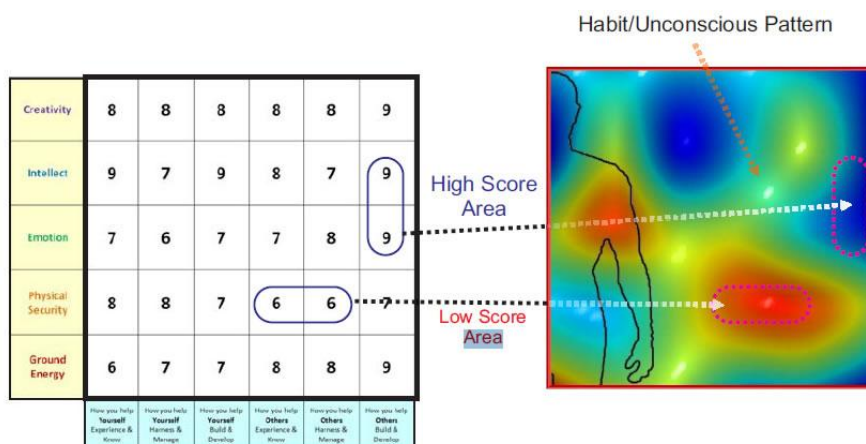 Habit/Unconscious Pattern
Creativity 8 8 8 8 8 9
Intellect 9 7 9 8 7 9
Emotion 7 6 7 7 8 9
Physical
Security 8 8 7 6 6 7
Ground
Energy 6 7 7 8 8 9
High Score
Area
Low Score
Area
How you help
Yourself
Experience &
Know
How you help
Yourself
Harness &
Manage
How you help
Yourself
Build &
Develop
How you help
Others
Experience &
Know
How you help
Others
Harness &
Manage
How you help
Others
Build &
Develop